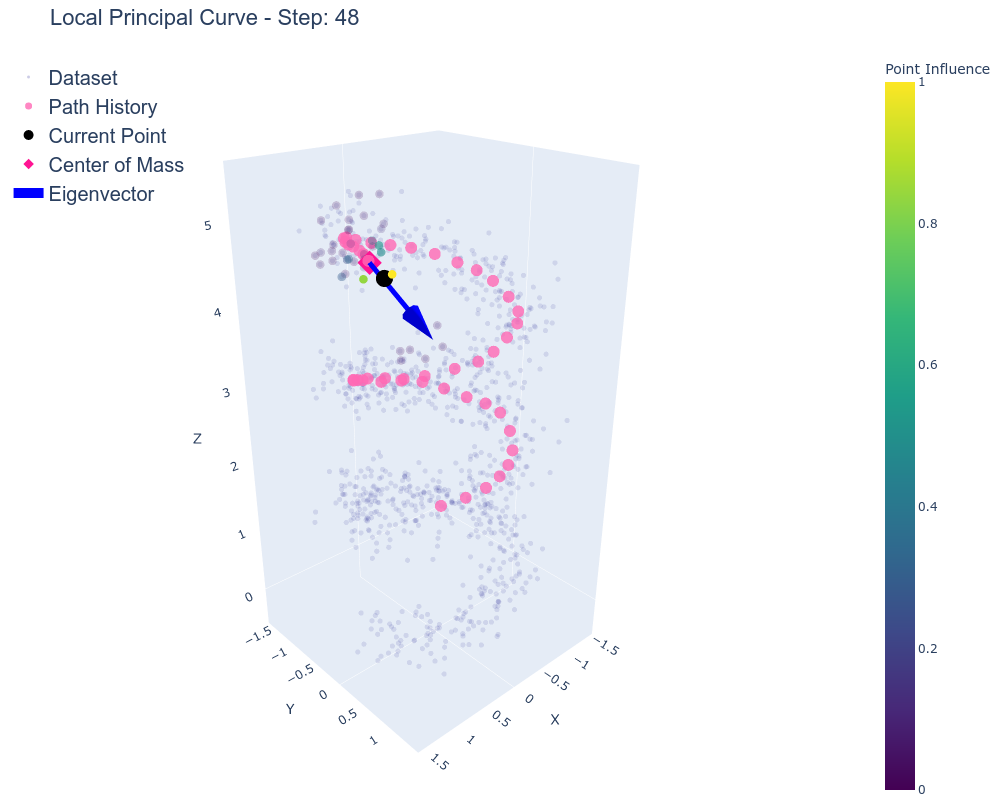 Local Principal Curve - Step: 48
Dataset
Path History
Current Point
Center of Mass
Eigenvector
Point Influence
1
0.8
0.6
0.4
0.2
0
5
4
3
2
1
0
Z
−1.5
−1
−0.5
0
0.5
1
Y
−1.5
−1
−0.5
0
0.5
1
1.5
X